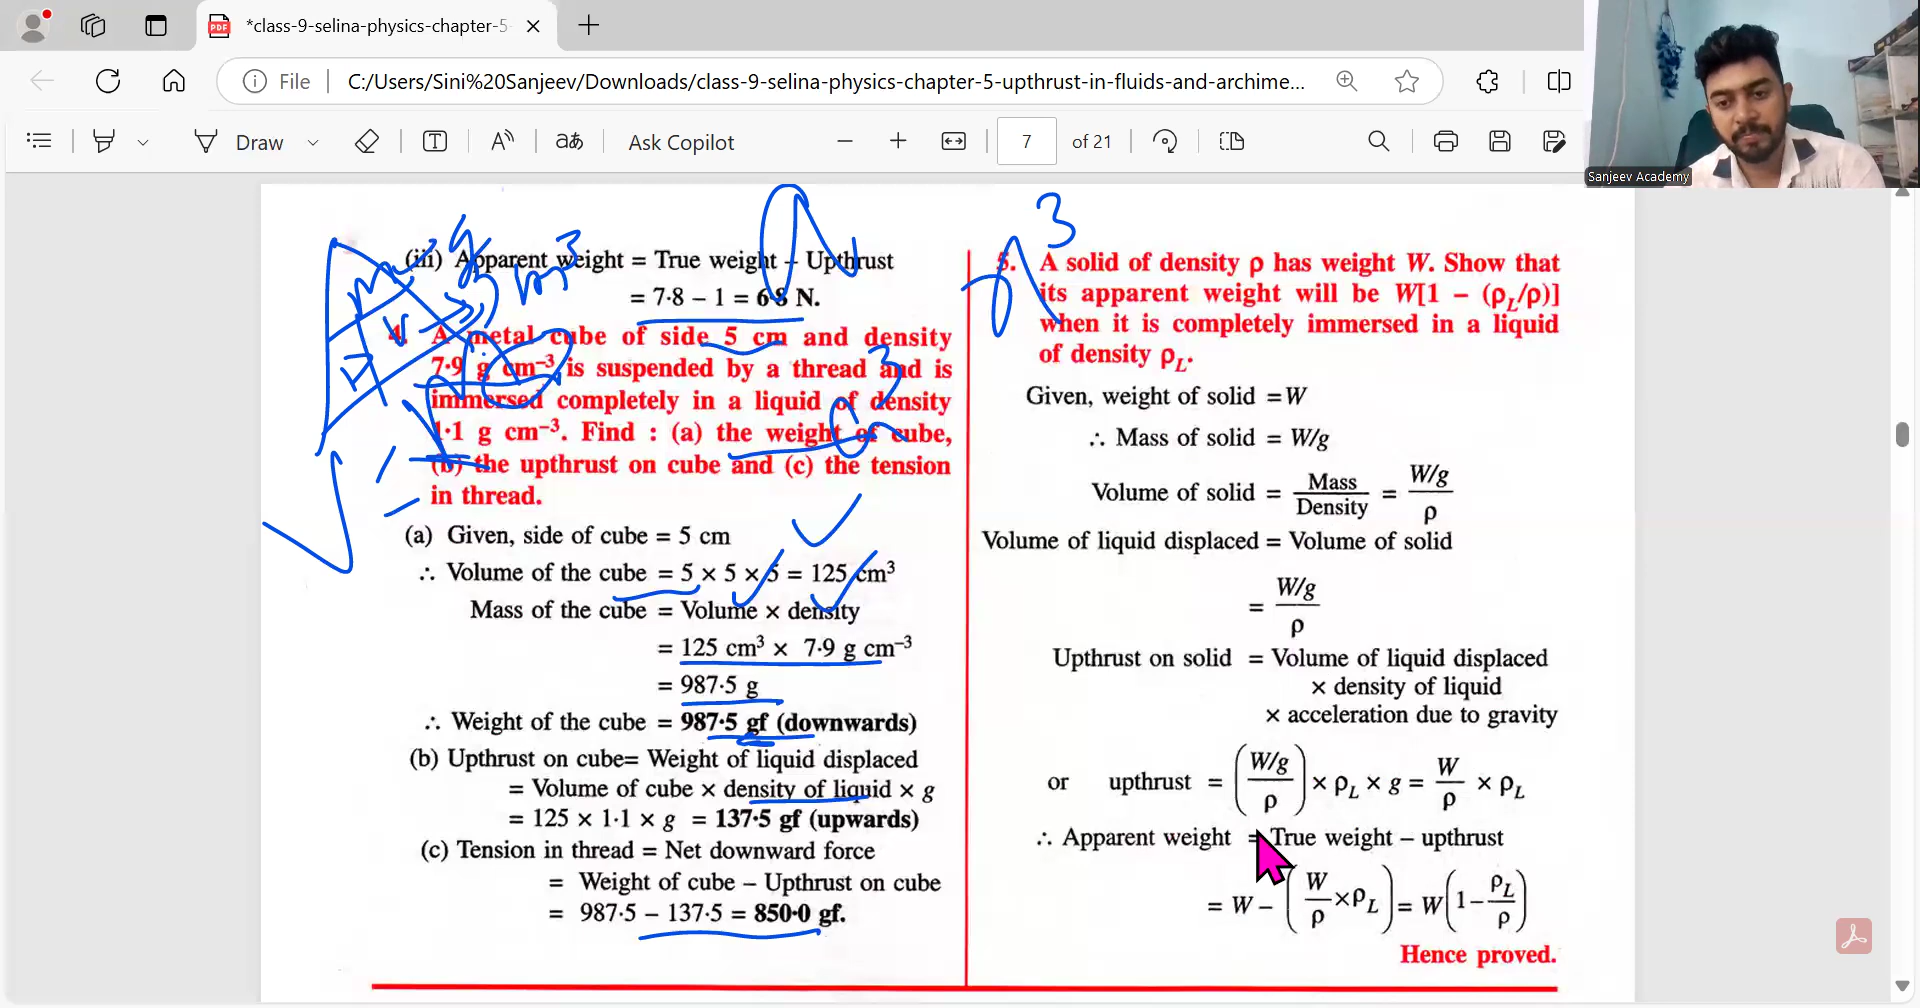 *class-9-selina-physics-chapter-5-
File
C:/Users/Sini%20Sanjeev/Downloads/class-9-selina-physics-chapter-5-upthrust-in-fluids-and-archime...
Draw
aあ
Ask Copilot
7 of 21
Sanjeev Academy
(iii) Apparent weight = True weight – Upthrust
= 7·8 – 1 = 6·8 N.
4. A metal cube of side 5 cm and density
7·9 g cm⁻³ is suspended by a thread and is
immersed completely in a liquid of density
1·1 g cm⁻³. Find : (a) the weight of cube,
(b) the upthrust on cube and (c) the tension
in thread.
(a) Given, side of cube = 5 cm
∴ Volume of the cube = 5 × 5 × 5 = 125 cm³
Mass of the cube = Volume × density
= 125 cm³ × 7·9 g cm⁻³
= 987·5 g
∴ Weight of the cube = 987·5 gf (downwards)
(b) Upthrust on cube= Weight of liquid displaced
= Volume of cube × density of liquid × g
= 125 × 1·1 × g = 137·5 gf (upwards)
(c) Tension in thread = Net downward force
= Weight of cube – Upthrust on cube
= 987·5 – 137·5 = 850·0 gf.
5. A solid of density ρ has weight W. Show that
its apparent weight will be W[1 – (ρL/ρ)]
when it is completely immersed in a liquid
of density ρL.
Given, weight of solid = W
∴ Mass of solid = W/g
Volume of solid = Mass/Density = (W/g)/ρ
Volume of liquid displaced = Volume of solid
= (W/g)/ρ
Upthrust on solid = Volume of liquid displaced
× density of liquid
× acceleration due to gravity
or upthrust = ((W/g)/ρ) × ρL × g = W/ρ × ρL
∴ Apparent weight = True weight – upthrust
= W – (W/ρ × ρL) = W(1 – ρL/ρ)
Hence proved.